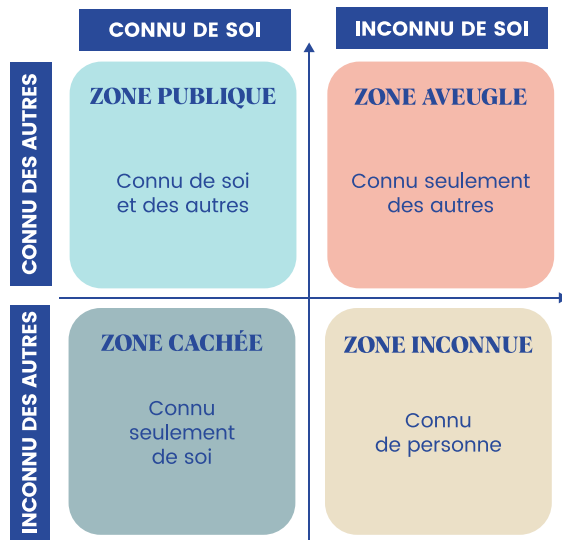 CONNU DE SOI
INCONNU DE SOI
CONNU DES AUTRES
ZONE PUBLIQUE
Connu de soi
et des autres
ZONE AVEUGLE
Connu seulement
des autres
INCONNU DES AUTRES
ZONE CACHÉE
Connu
seulement
de soi
ZONE INCONNUE
Connu
de personne